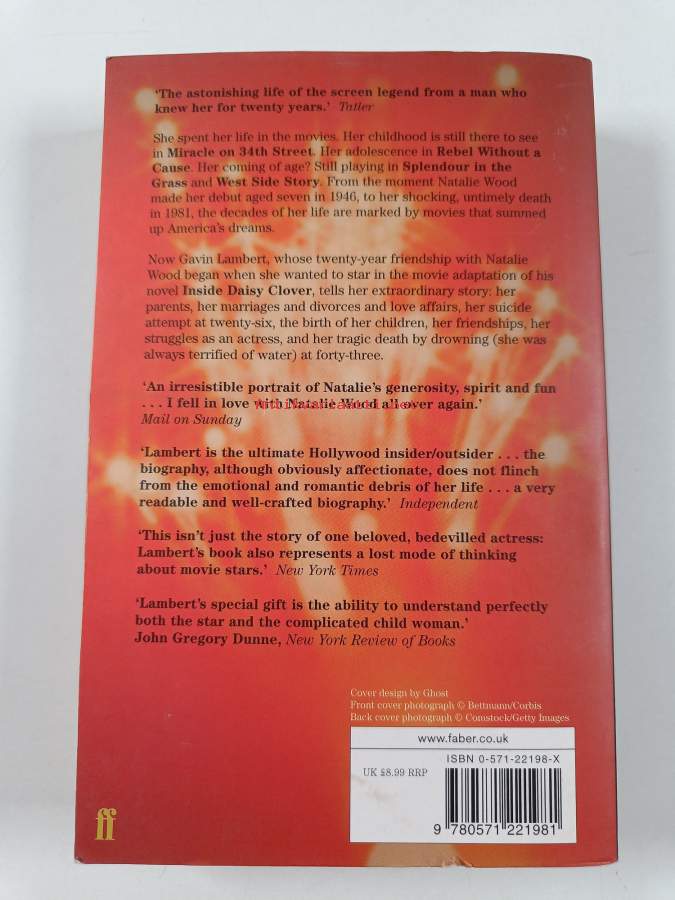 ‘The astonishing life of the screen legend from a man who
knew her for twenty years.’ Tatler
She spent her life in the movies. Her childhood is still there to see
in Miracle on 34th Street. Her adolescence in Rebel Without a
Cause. Her coming of age? Still playing in Splendour in the
Grass and West Side Story. From the moment Natalie Wood
made her debut aged seven in 1946, to her shocking, untimely death
in 1981, the decades of her life are marked by movies that summed
up America's dreams.
Now Gavin Lambert, whose twenty-year friendship with Natalie
Wood began when she wanted to star in the movie adaptation of his
novel Inside Daisy Clover, tells her extraordinary story: her
parents, her marriages and divorces and love affairs, her suicide
attempt at twenty-six, the birth of her children, her friendships, her
struggles as an actress, and her tragic death by drowning (she was
always terrified of water) at forty-three.
‘An irresistible portrait of Natalie’s generosity, spirit and fun
. . . I fell in love with Natalie Wood all over again.’
Mail on Sunday
‘Lambert is the ultimate Hollywood insider/outsider . . . the
biography, although obviously affectionate, does not flinch
from the emotional and romantic debris of her life . . . a very
readable and well-crafted biography.’ Independent
‘This isn’t just the story of one beloved, bedevilled actress:
Lambert’s book also represents a lost mode of thinking
about movie stars.’ New York Times
‘Lambert’s special gift is the ability to understand perfectly
both the star and the complicated child woman.’
John Gregory Dunne, New York Review of Books
Cover design by Ghost
Front cover photograph © Bettmann/Corbis
Back cover photograph © Comstock/Getty Images
www.faber.co.uk
ISBN 0-571-22198-X
UK £8.99 RRP
9 780571 221981
ff